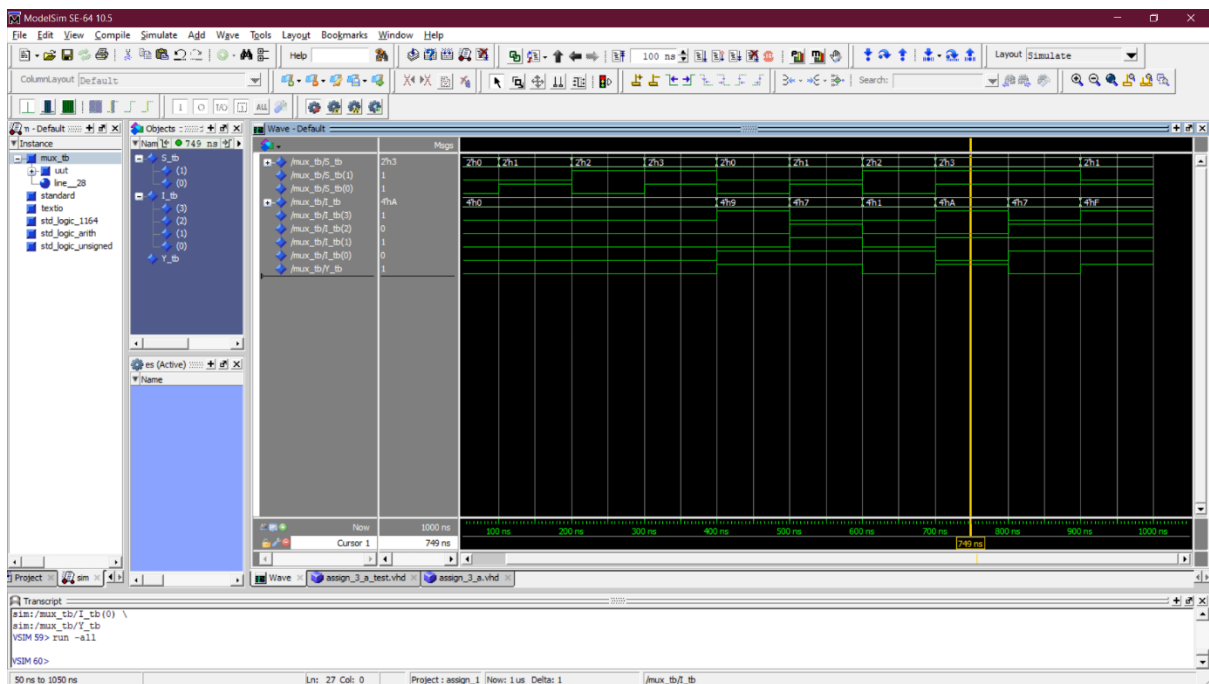 ModelSim SE-64 10.5
File Edit View Compile Simulate Add Wave Tools Layout Bookmarks Window Help
Help
100 ns
Layout Simulate
ColumnLayout Default
Search:
ALL
m - Default
Instance
mux_tb
uut
line__28
standard
textio
std_logic_1164
std_logic_arith
std_logic_unsigned
Objects
749 ns
S_tb
(1)
(0)
I_tb
(3)
(2)
(1)
(0)
Y_tb
es (Active)
Name
Wave - Default
Msgs
/mux_tb/S_tb 2'h3 2'h0 2'h1 2'h2 2'h3 2'h0 2'h1 2'h2 2'h3 2'h1
/mux_tb/S_tb(1) 1
/mux_tb/S_tb(0) 1
/mux_tb/I_tb 4'hA 4'h0 4'h9 4'h7 4'h1 4'hA 4'h7 4'hF
/mux_tb/I_tb(3) 1
/mux_tb/I_tb(2) 0
/mux_tb/I_tb(1) 1
/mux_tb/I_tb(0) 0
/mux_tb/Y_tb 1
Now 1000 ns
100 ns 200 ns 300 ns 400 ns 500 ns 600 ns 700 ns 800 ns 900 ns 1000 ns
Cursor 1 749 ns
749 ns
Project sim
Wave assign_3_a_test.vhd assign_3_a.vhd
Transcript
sim:/mux_tb/I_tb(0) \
sim:/mux_tb/Y_tb
VSIM 59> run -all
VSIM 60>
50 ns to 1050 ns Ln: 27 Col: 0 Project : assign_1 Now: 1 us Delta: 1 /mux_tb/I_tb